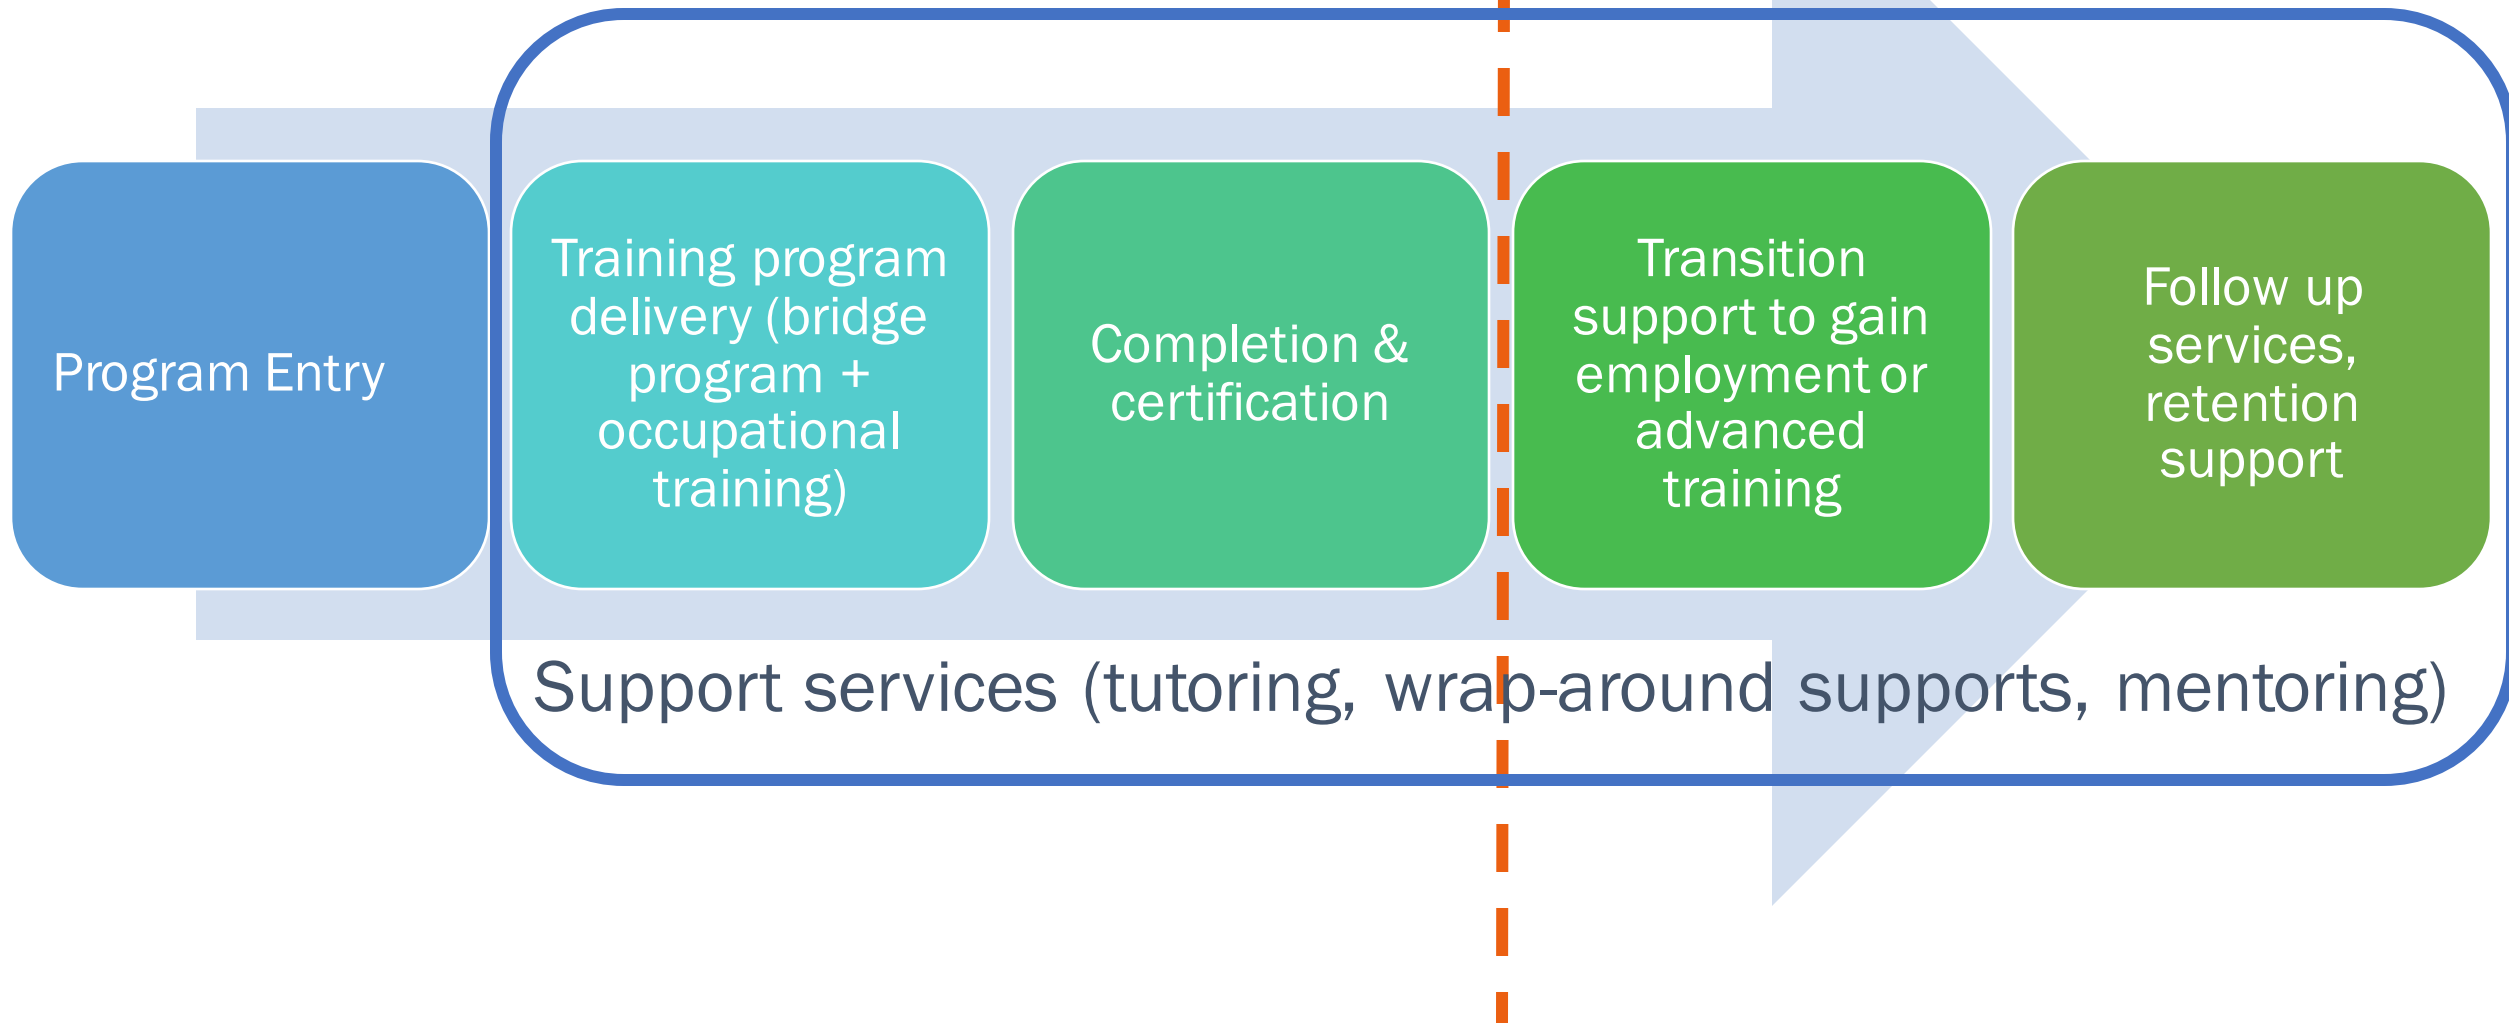 Program Entry
Training program
delivery (bridge
program +
occupational
training)
Completion &
certification
Transition
support to gain
employment or
advanced
training
Follow up
services,
retention
support
Support services (tutoring, wrap-around supports, mentoring)